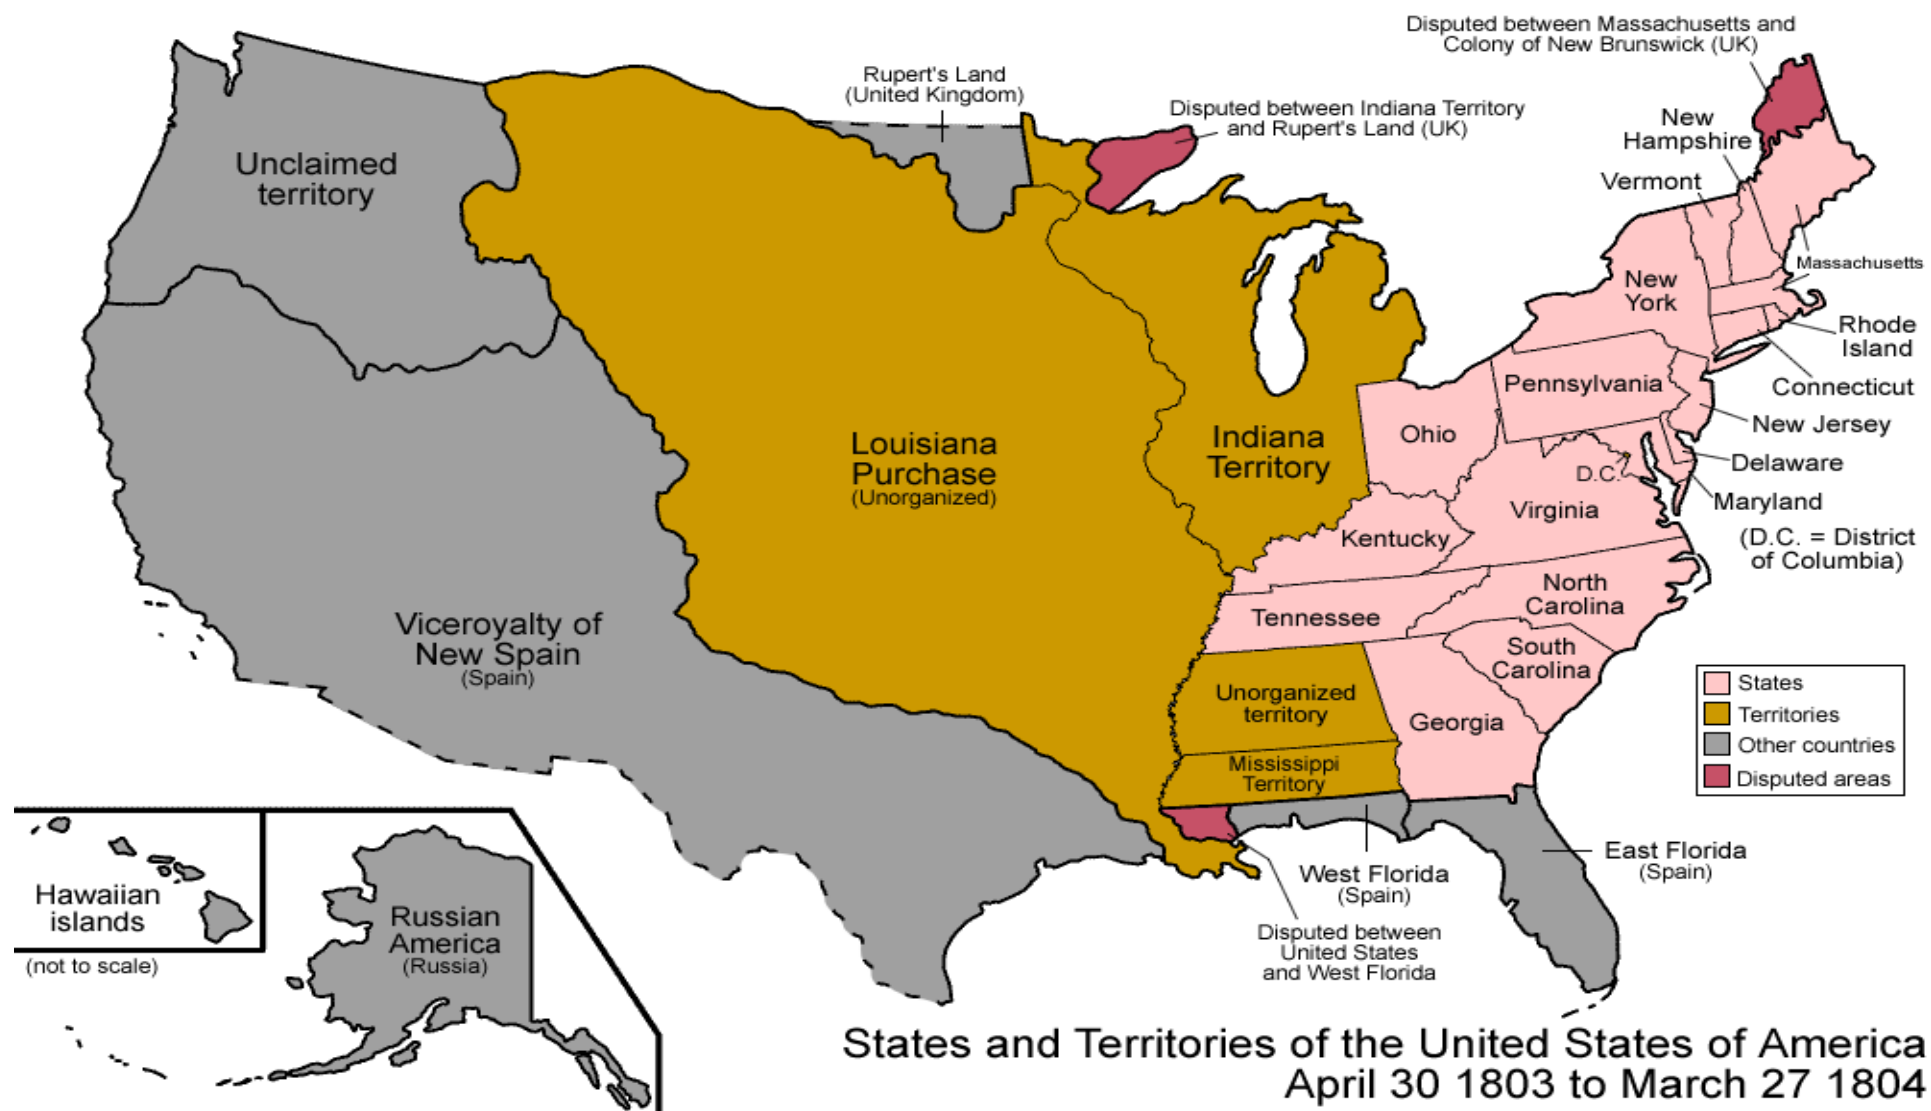 Disputed between Massachusetts and
Colony of New Brunswick (UK)
Rupert's Land
(United Kingdom)
Disputed between Indiana Territory
and Rupert's Land (UK)
New
Hampshire
Vermont
Unclaimed
territory
Massachusetts
New
York
Rhode
Island
Connecticut
Pennsylvania
New Jersey
Ohio
Indiana
Territory
Louisiana
Purchase
(Unorganized)
Delaware
D.C.
Maryland
Virginia
(D.C. = District
of Columbia)
Kentucky
North
Carolina
Tennessee
Viceroyalty of
New Spain
(Spain)
South
Carolina
Unorganized
territory
Georgia
Mississippi
Territory
States
Territories
Other countries
Disputed areas
East Florida
(Spain)
West Florida
(Spain)
Disputed between
United States
and West Florida
Hawaiian
islands
(not to scale)
Russian
America
(Russia)
States and Territories of the United States of America
April 30 1803 to March 27 1804